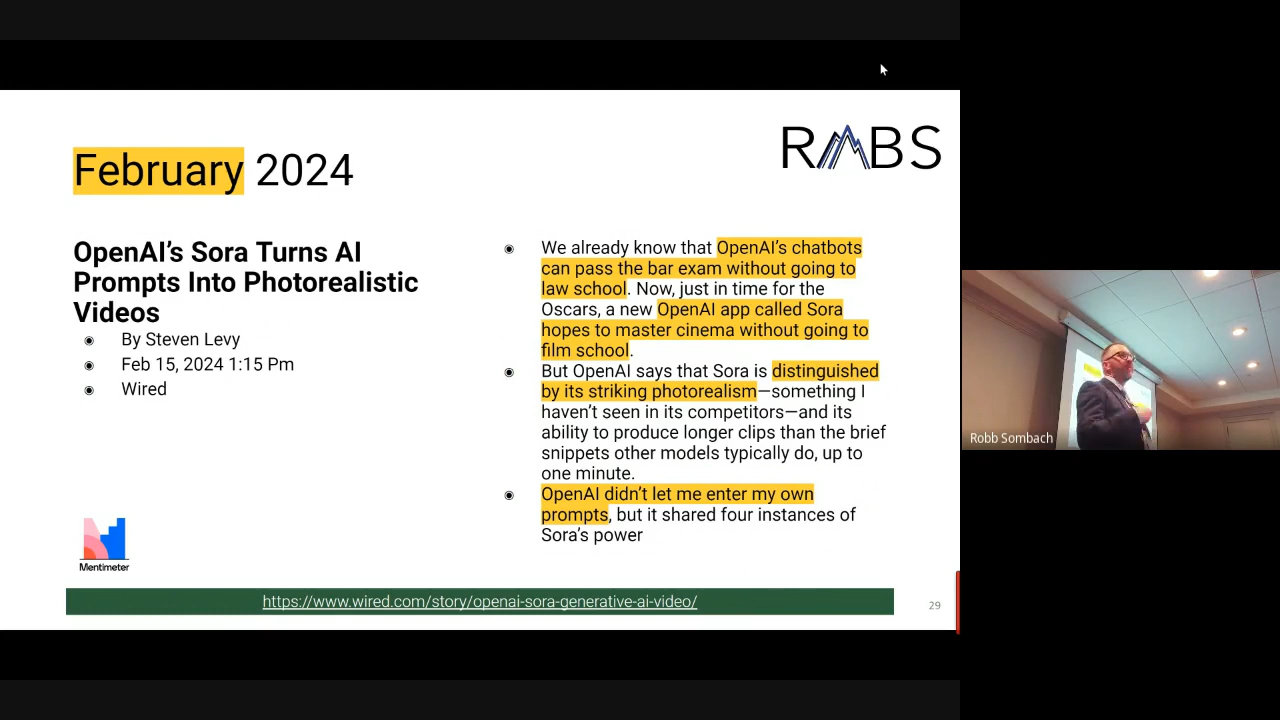 February 2024
RMBS
OpenAI’s Sora Turns AI
Prompts Into Photorealistic
Videos
◉ By Steven Levy
◉ Feb 15, 2024 1:15 Pm
◉ Wired
◉ We already know that OpenAI’s chatbots
can pass the bar exam without going to
law school. Now, just in time for the
Oscars, a new OpenAI app called Sora
hopes to master cinema without going to
film school.
◉ But OpenAI says that Sora is distinguished
by its striking photorealism—something I
haven’t seen in its competitors—and its
ability to produce longer clips than the brief
snippets other models typically do, up to
one minute.
◉ OpenAI didn’t let me enter my own
prompts, but it shared four instances of
Sora’s power
Mentimeter
https://www.wired.com/story/openai-sora-generative-ai-video/
29
Robb Sombach